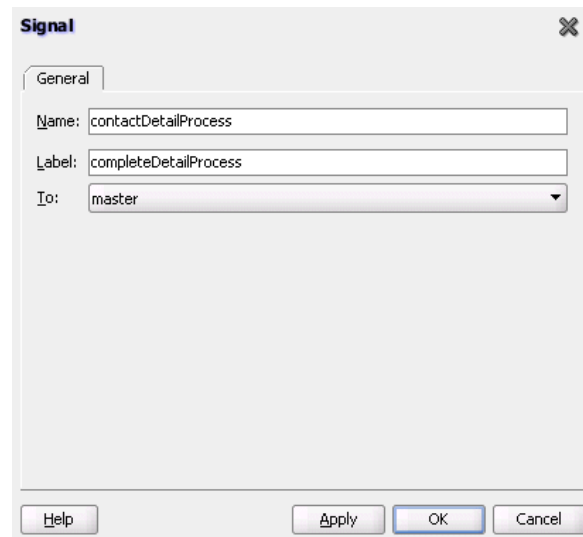 Signal
General
Name: contactDetailProcess
Label: completeDetailProcess
To: master
Help Apply OK Cancel